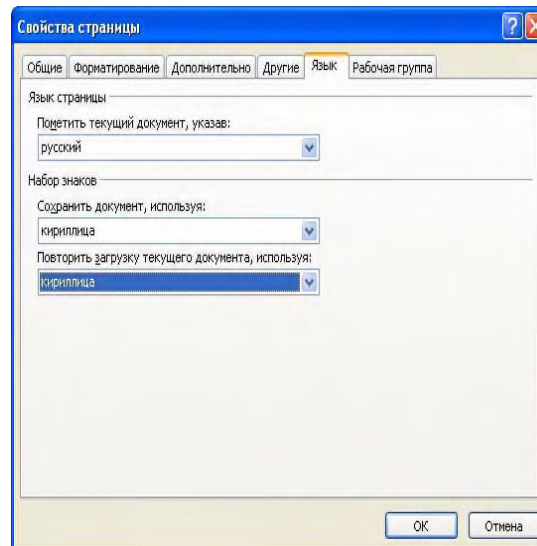 Свойства страницы
Общие Форматирование Дополнительно Другие Язык Рабочая группа
Язык страницы
Пометить текущий документ, указав:
русский
Набор знаков
Сохранить документ, используя:
кириллица
Повторить загрузку текущего документа, используя:
кириллица
ОК Отмена